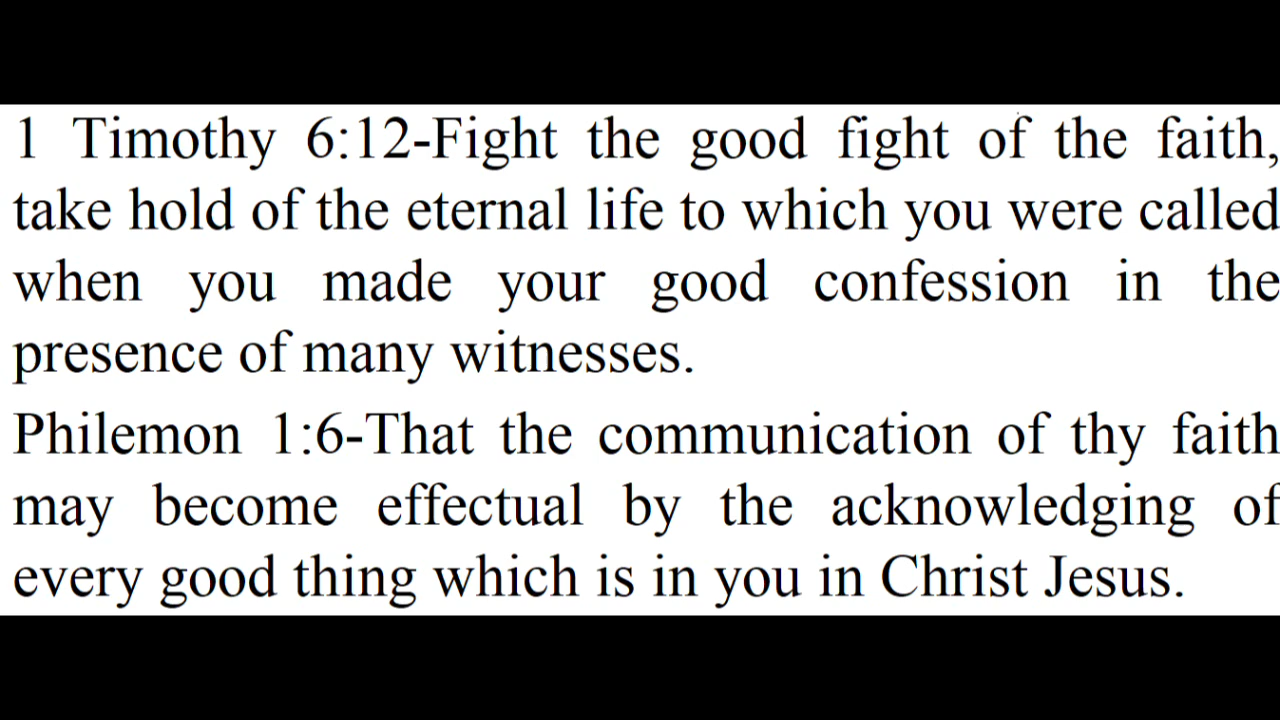 1 Timothy 6:12-Fight the good fight of the faith,
take hold of the eternal life to which you were called
when you made your good confession in the
presence of many witnesses.
Philemon 1:6-That the communication of thy faith
may become effectual by the acknowledging of
every good thing which is in you in Christ Jesus.